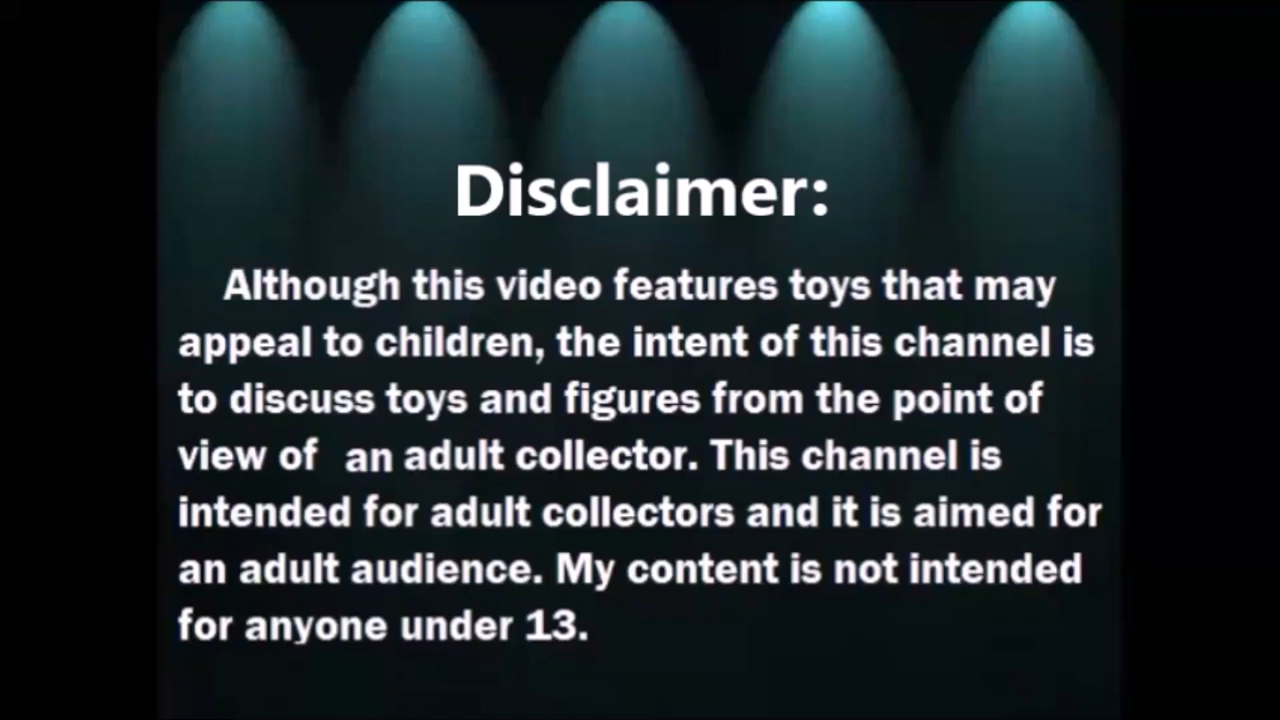 Disclaimer:
Although this video features toys that may
appeal to children, the intent of this channel is
to discuss toys and figures from the point of
view of an adult collector. This channel is
intended for adult collectors and it is aimed for
an adult audience. My content is not intended
for anyone under 13.